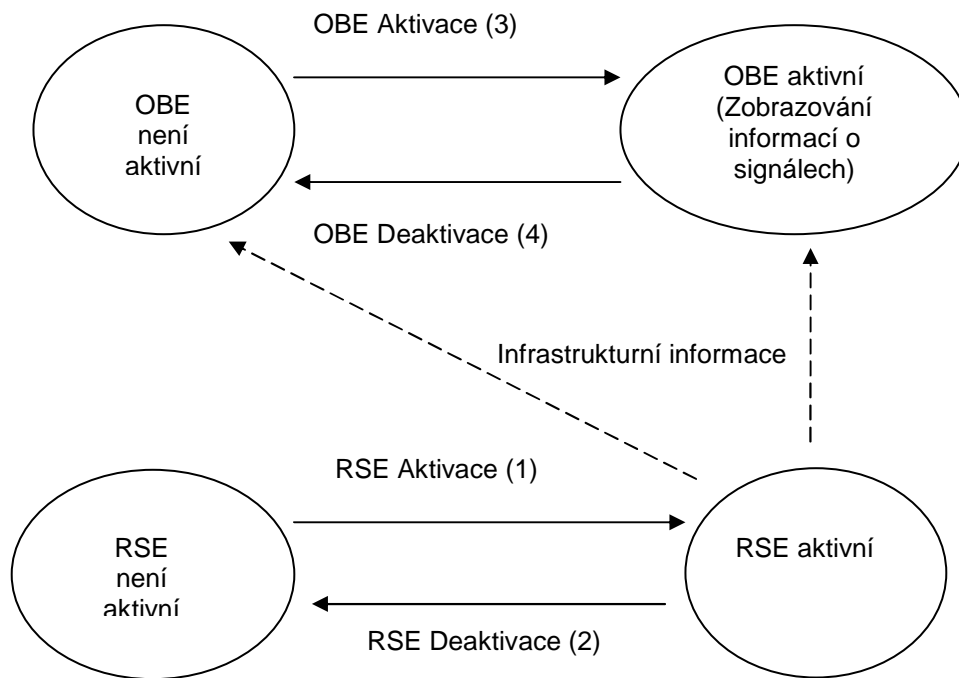 OBE Aktivace (3)
OBE
není
aktivní
OBE aktivní
(Zobrazování
informací o
signálech)
OBE Deaktivace (4)
Infrastrukturní informace
RSE Aktivace (1)
RSE
není
aktivní
RSE aktivní
RSE Deaktivace (2)